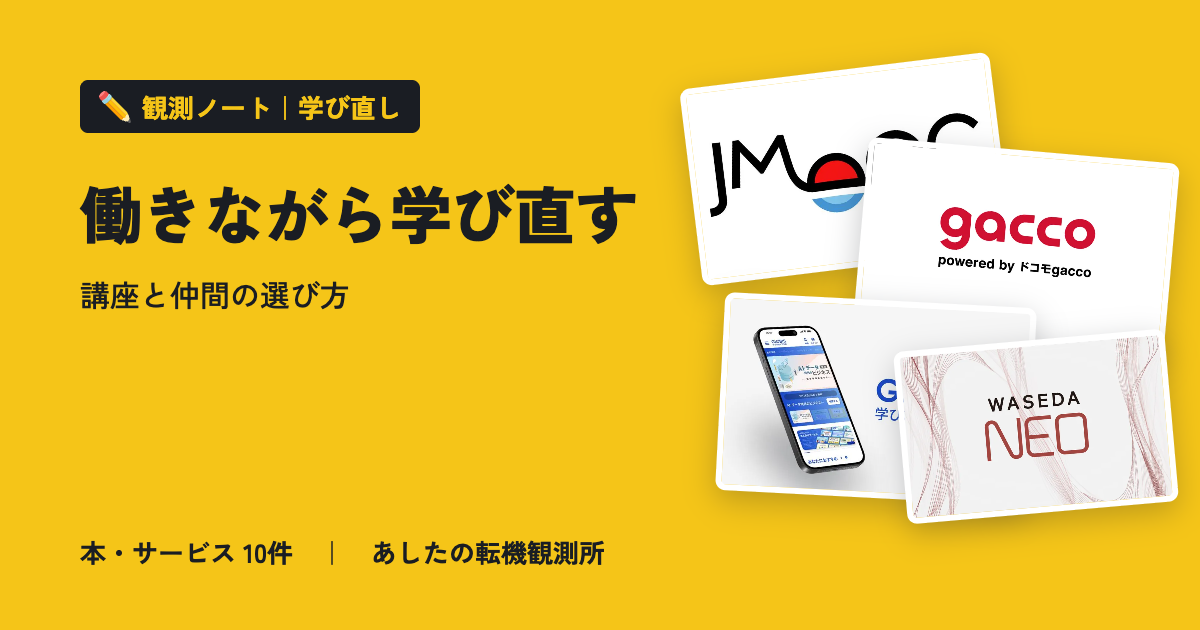 観測ノート｜学び直し
働きながら学び直す
講座と仲間の選び方
本・サービス 10件 ｜ あしたの転機観測所
JMOOC
gacco
powered by ドコモgacco
G
学び
WASEDA
NEO